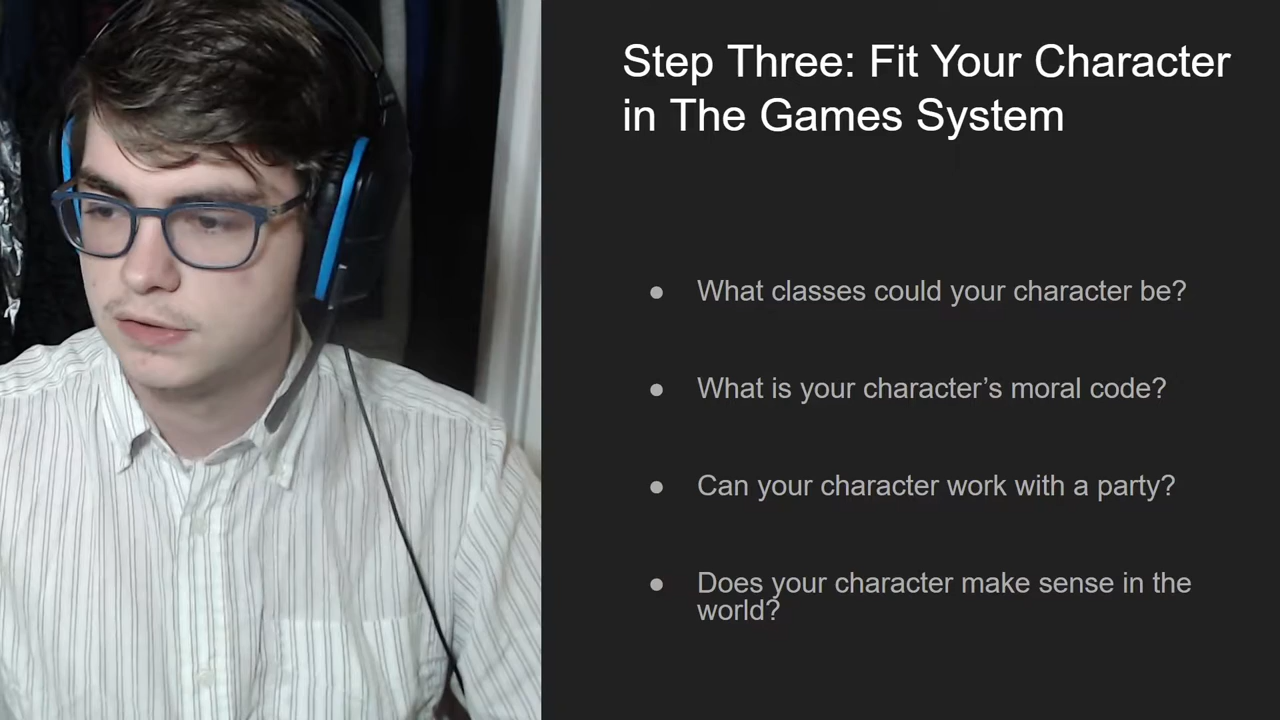 Step Three: Fit Your Character
in The Games System
● What classes could your character be?
● What is your character’s moral code?
● Can your character work with a party?
● Does your character make sense in the
world?